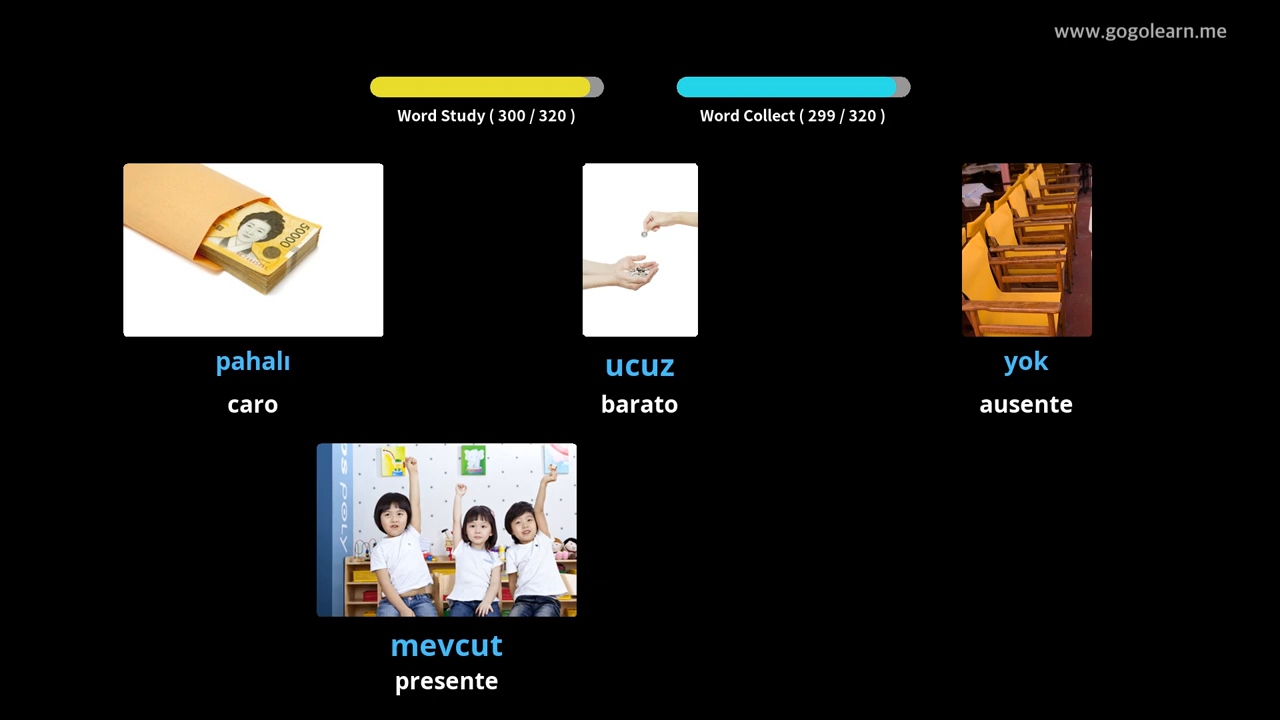 www.gogolearn.me
Word Study ( 300 / 320 )
Word Collect ( 299 / 320 )
50000
pahalı
ucuz
yok
caro
barato
ausente
mevcut
presente